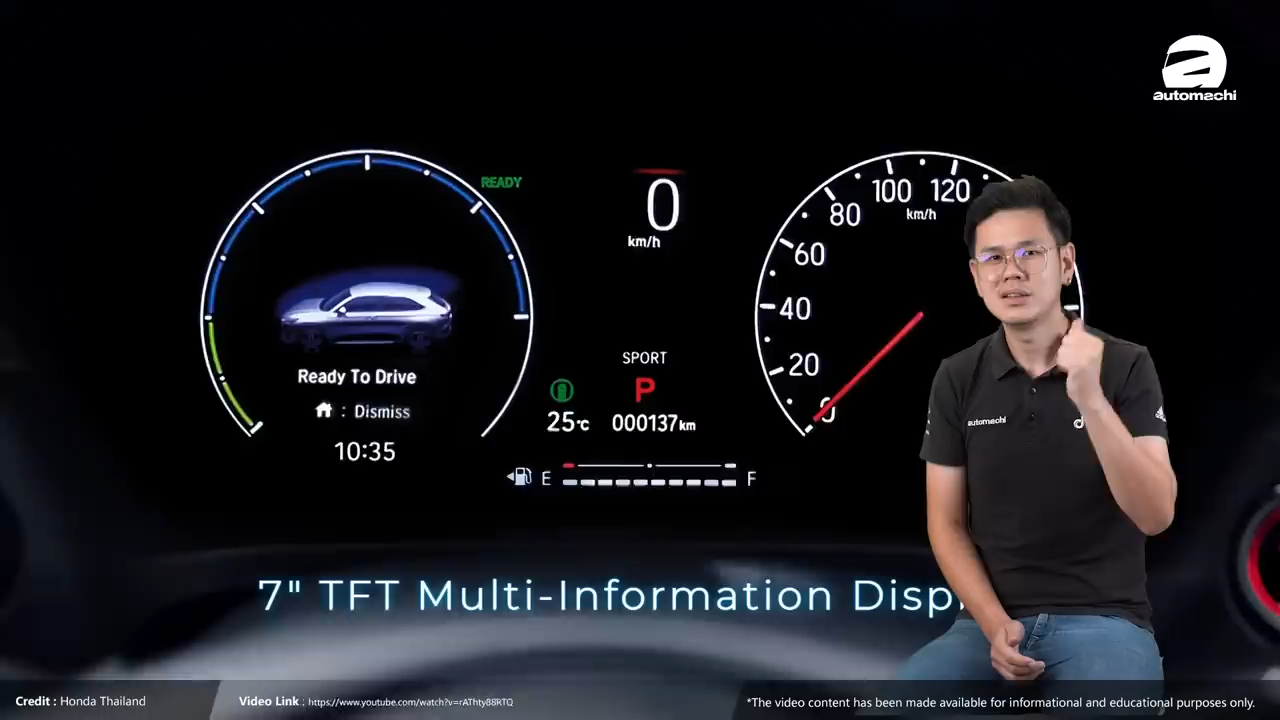 automachi
READY
0
km/h
80
100
120
km/h
60
40
20
0
Ready To Drive
: Dismiss
10:35
SPORT
P
25°C
000137km
E
F
automachi
7" TFT Multi-Information Disp
Credit : Honda Thailand
Video Link : https://www.youtube.com/watch?v=rAThty88RTQ
*The video content has been made available for informational and educational purposes only.